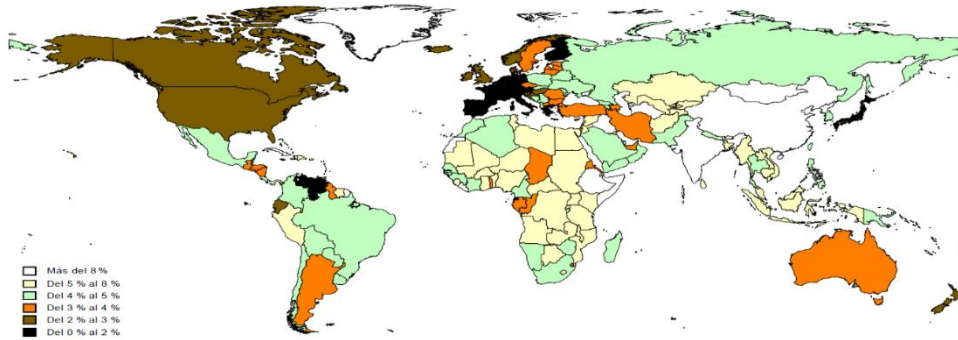 Más del 8 %
Del 5 % al 8 %
Del 4 % al 5 %
Del 3 % al 4 %
Del 2 % al 3 %
Del 0 % al 2 %